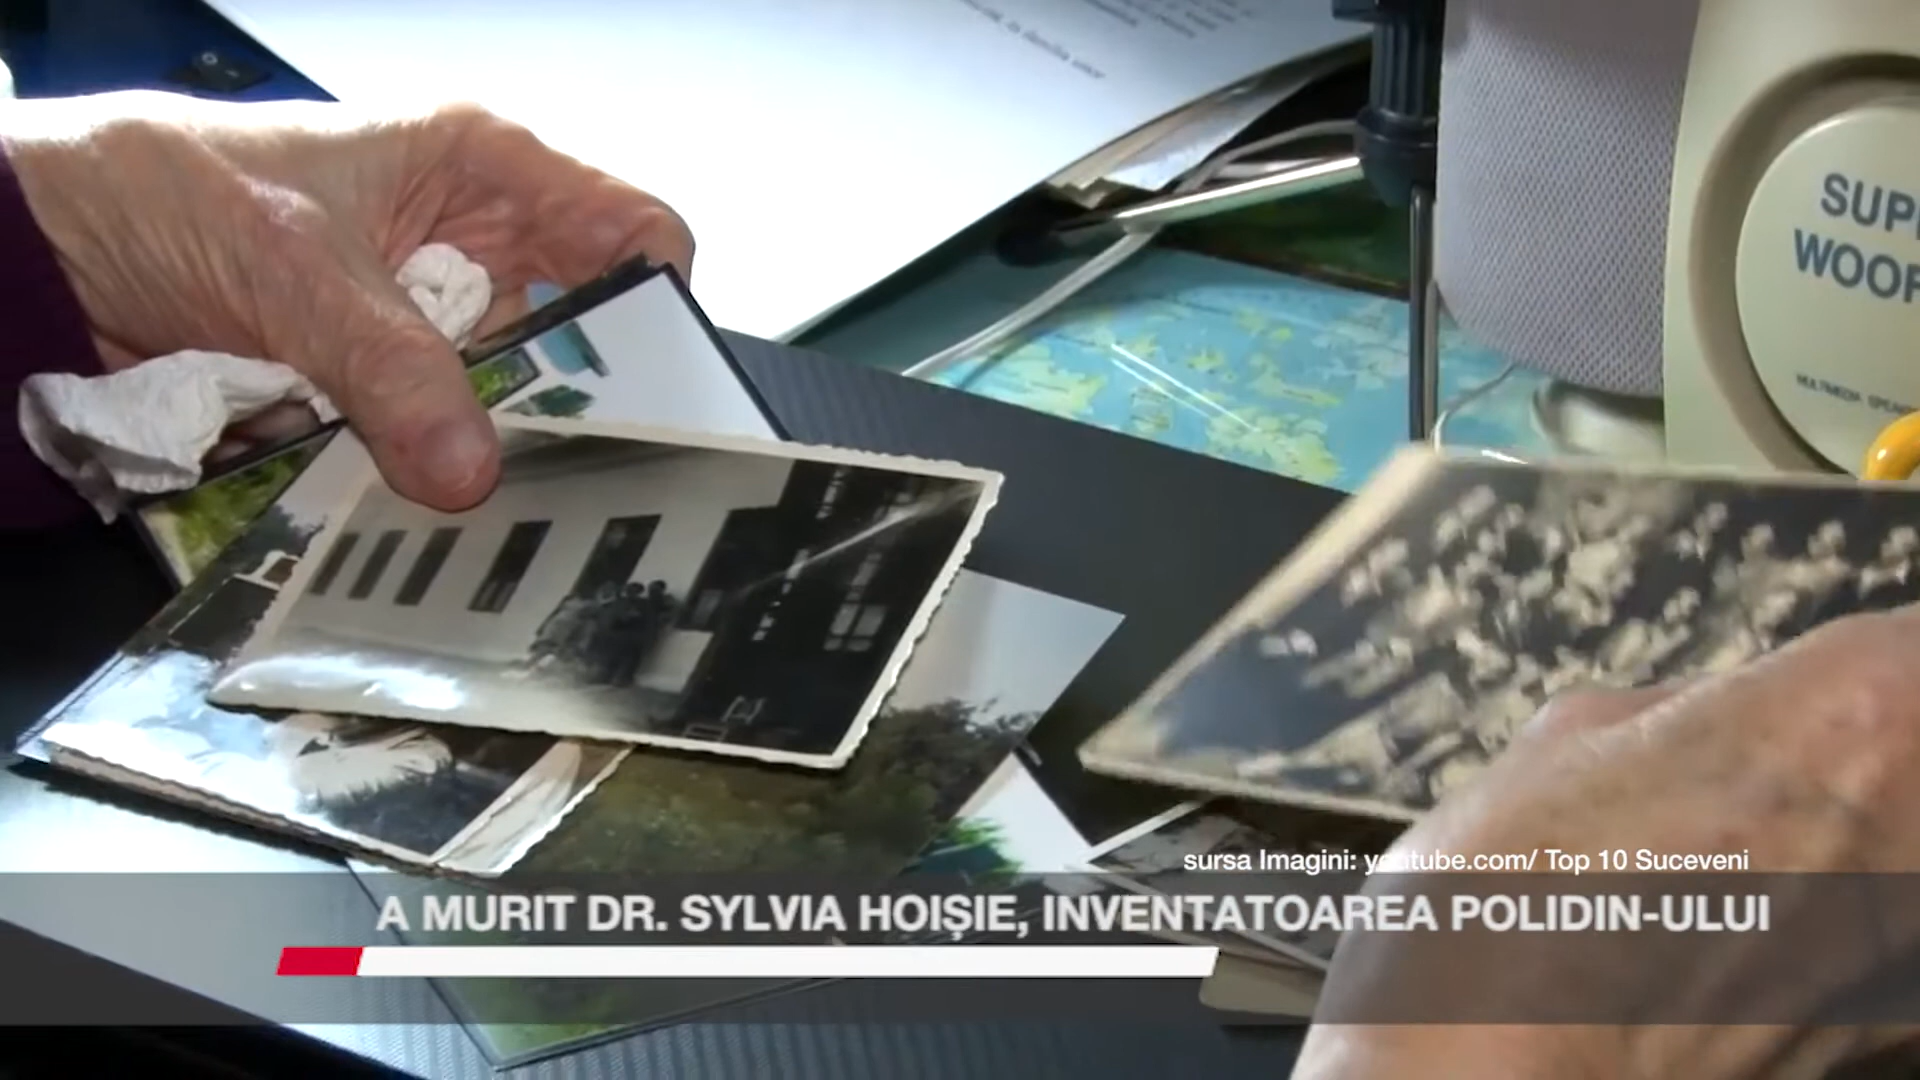 SUP
WOOF
sursa Imagini: youtube.com/ Top 10 Suceveni
A MURIT DR. SYLVIA HOIȘIE, INVENTATOAREA POLIDIN-ULUI